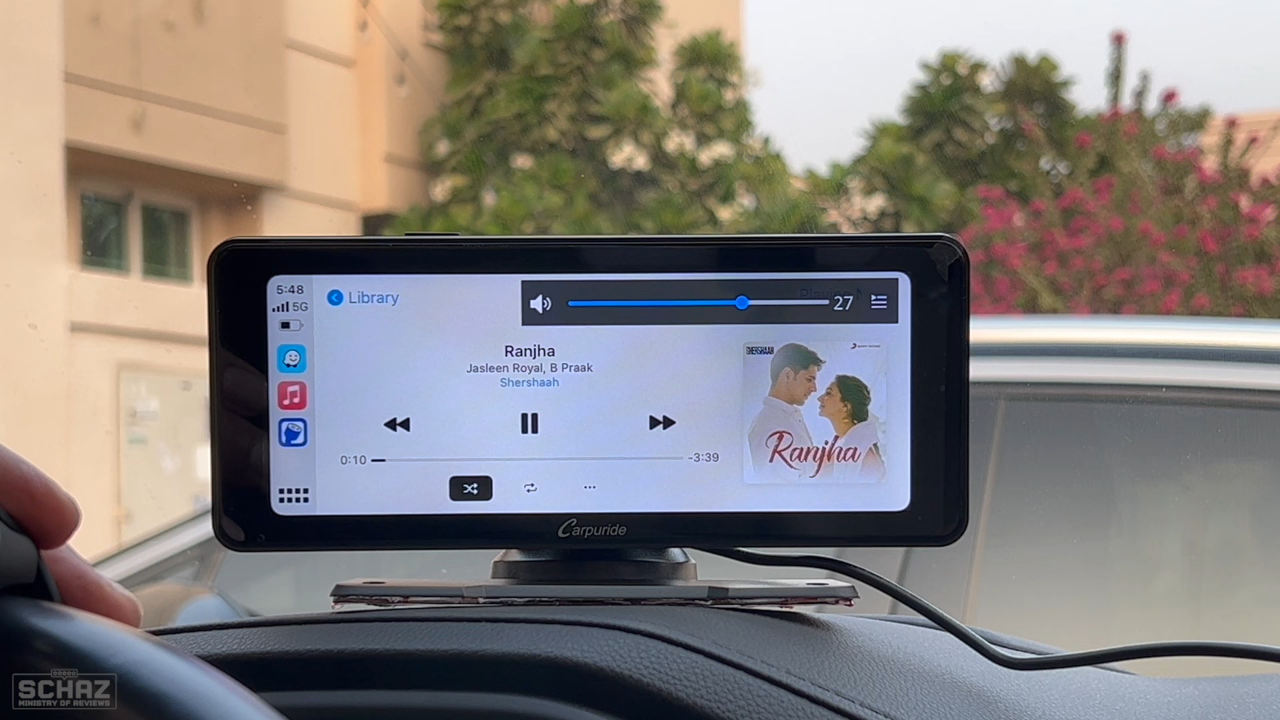 5:48
5G
Library
27
Ranjha
Jasleen Royal, B Praak
Shershaah
SHERSHAAH
Ranjha
0:10
-3:39
Carpuride
SCHAZ
MINISTRY OF REVIEWS